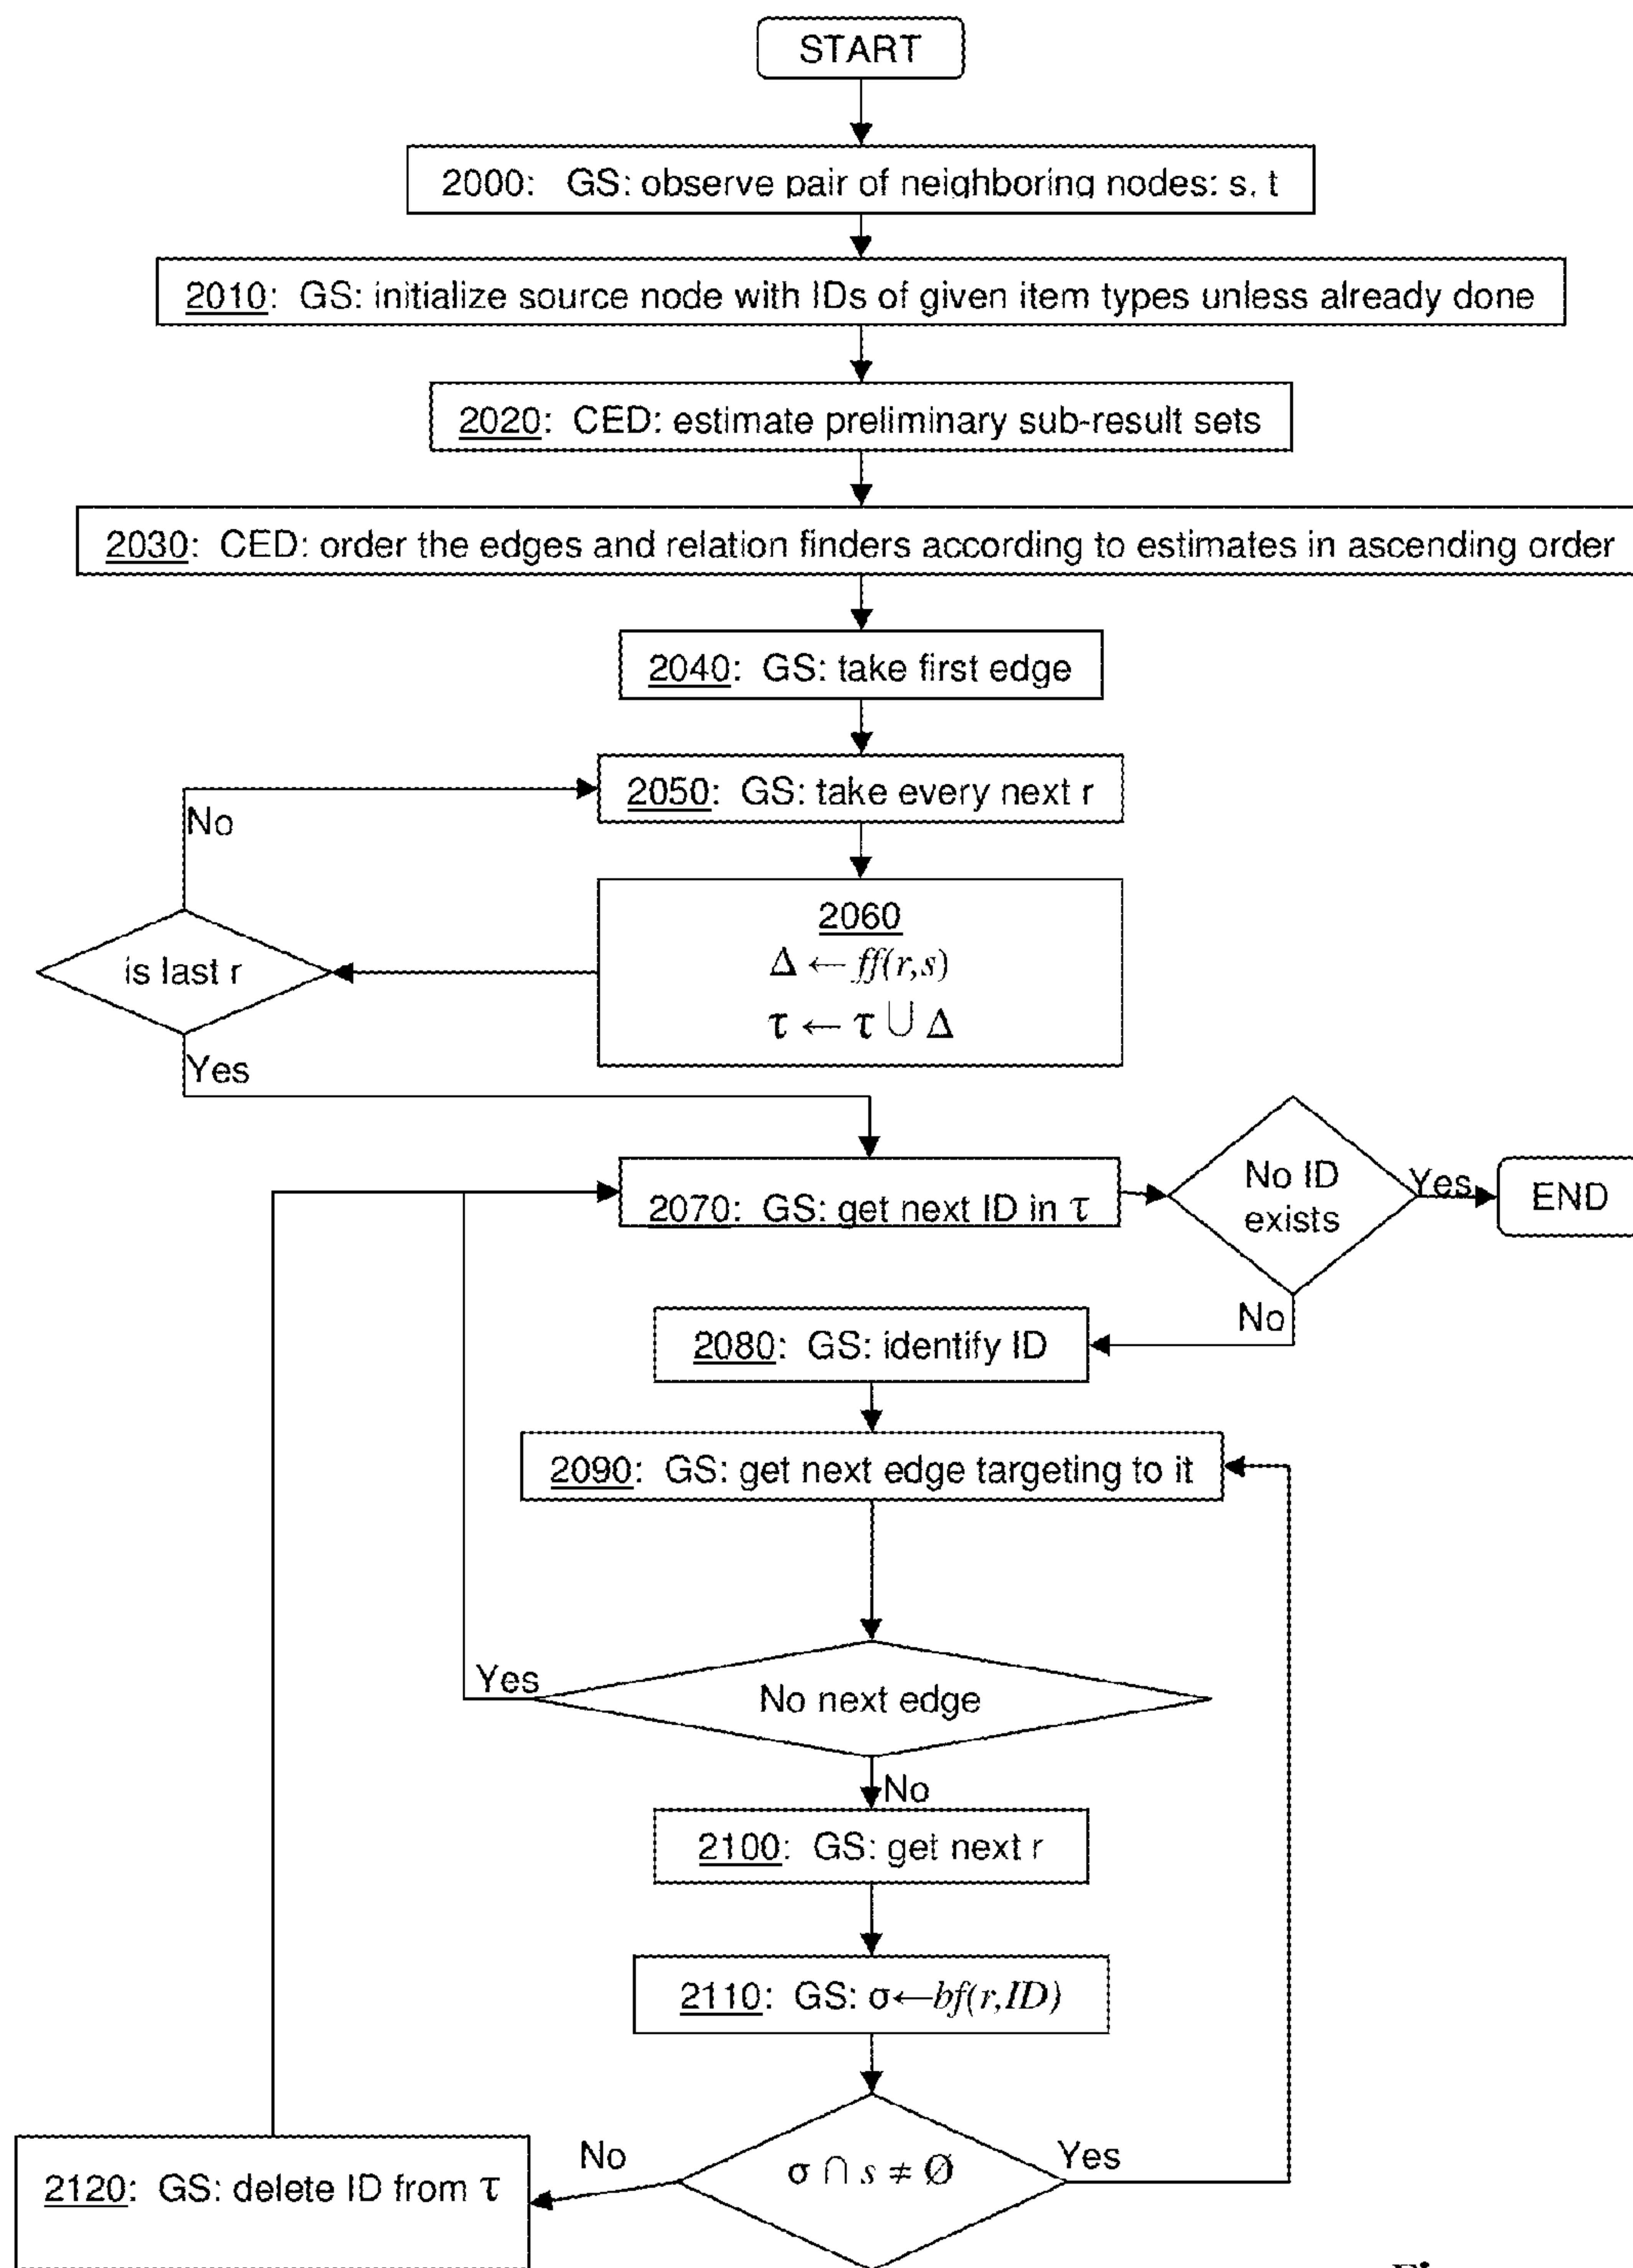 START
2000: GS: observe pair of neighboring nodes: s, t
2010: GS: initialize source node with IDs of given item types unless already done
2020: CED: estimate preliminary sub-result sets
2030: CED: order the edges and relation finders according to estimates in ascending order
2040: GS: take first edge
2050: GS: take every next r
No
2060
Δ ← ff(r,s)
τ ← τ ∪ Δ
is last r
Yes
2070: GS: get next ID in τ
No ID
exists
Yes
END
No
2080: GS: identify ID
2090: GS: get next edge targeting to it
Yes
No next edge
No
2100: GS: get next r
2110: GS: σ←bf(r,ID)
No
σ ∩ s ≠ Ø
Yes
2120: GS: delete ID from τ